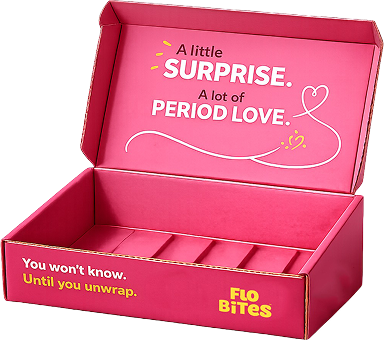 A little
SURPRISE.
A lot of
PERIOD LOVE.
You won't know.
Until you unwrap.
FLO
BiTes